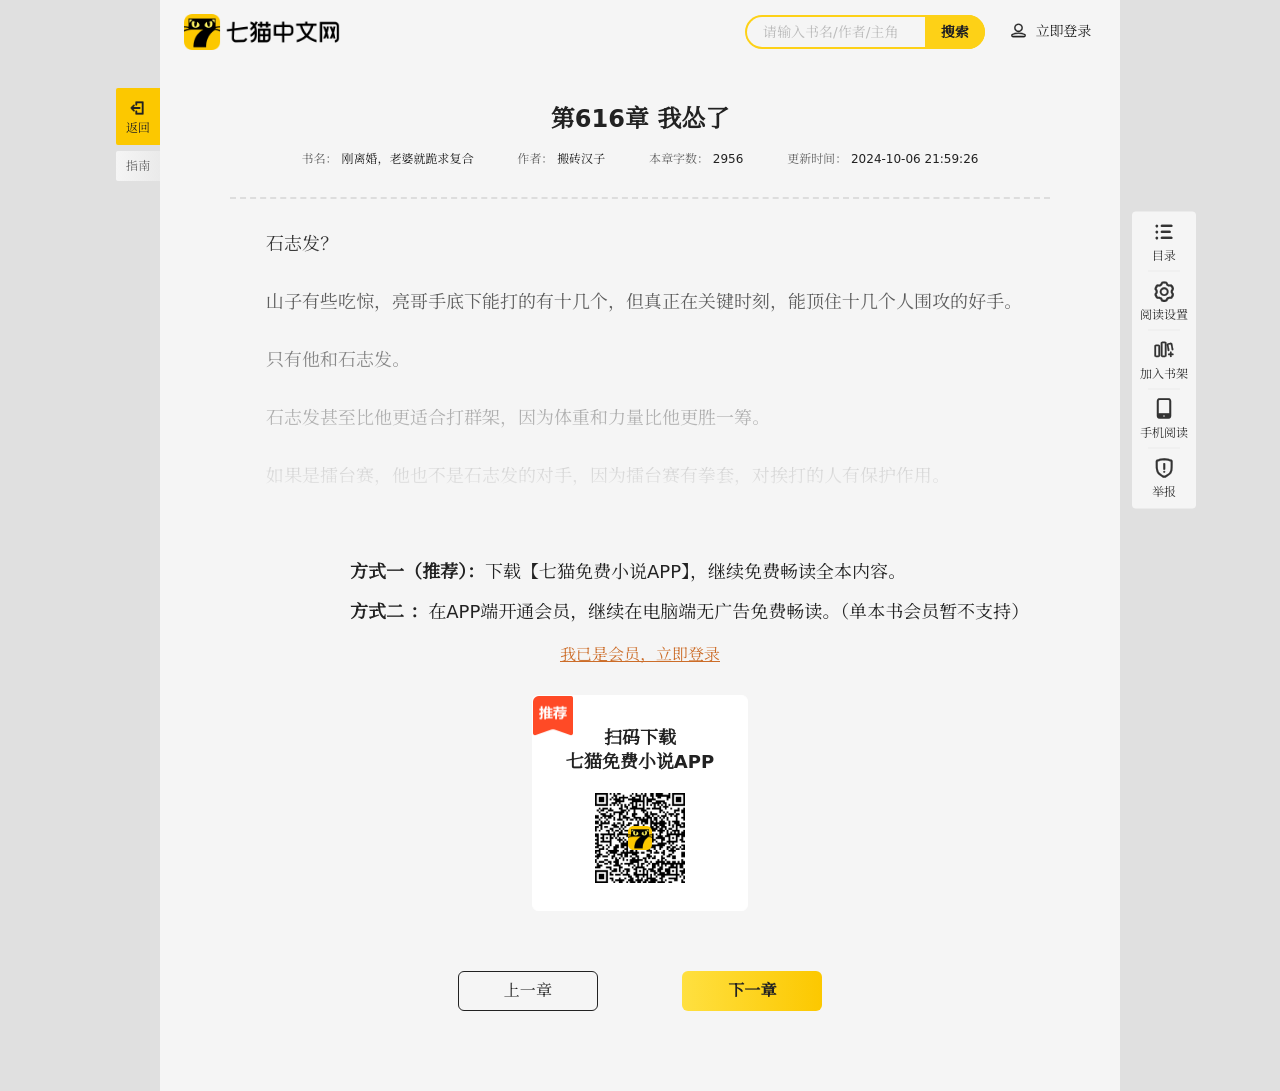 七猫中文网
请输入书名/作者/主角
搜索
立即登录
返回
指南
第616章 我怂了
书名： 刚离婚，老婆就跪求复合 作者： 搬砖汉子 本章字数： 2956 更新时间： 2024-10-06 21:59:26
石志发？
山子有些吃惊，亮哥手底下能打的有十几个，但真正在关键时刻，能顶住十几个人围攻的好手。
只有他和石志发。
石志发甚至比他更适合打群架，因为体重和力量比他更胜一筹。
如果是擂台赛，他也不是石志发的对手，因为擂台赛有拳套，对挨打的人有保护作用。
目录
阅读设置
加入书架
手机阅读
举报
方式一（推荐）：下载【七猫免费小说APP】，继续免费畅读全本内容。
方式二 ：在APP端开通会员，继续在电脑端无广告免费畅读。（单本书会员暂不支持）
我已是会员，立即登录
推荐
扫码下载
七猫免费小说APP
上一章
下一章